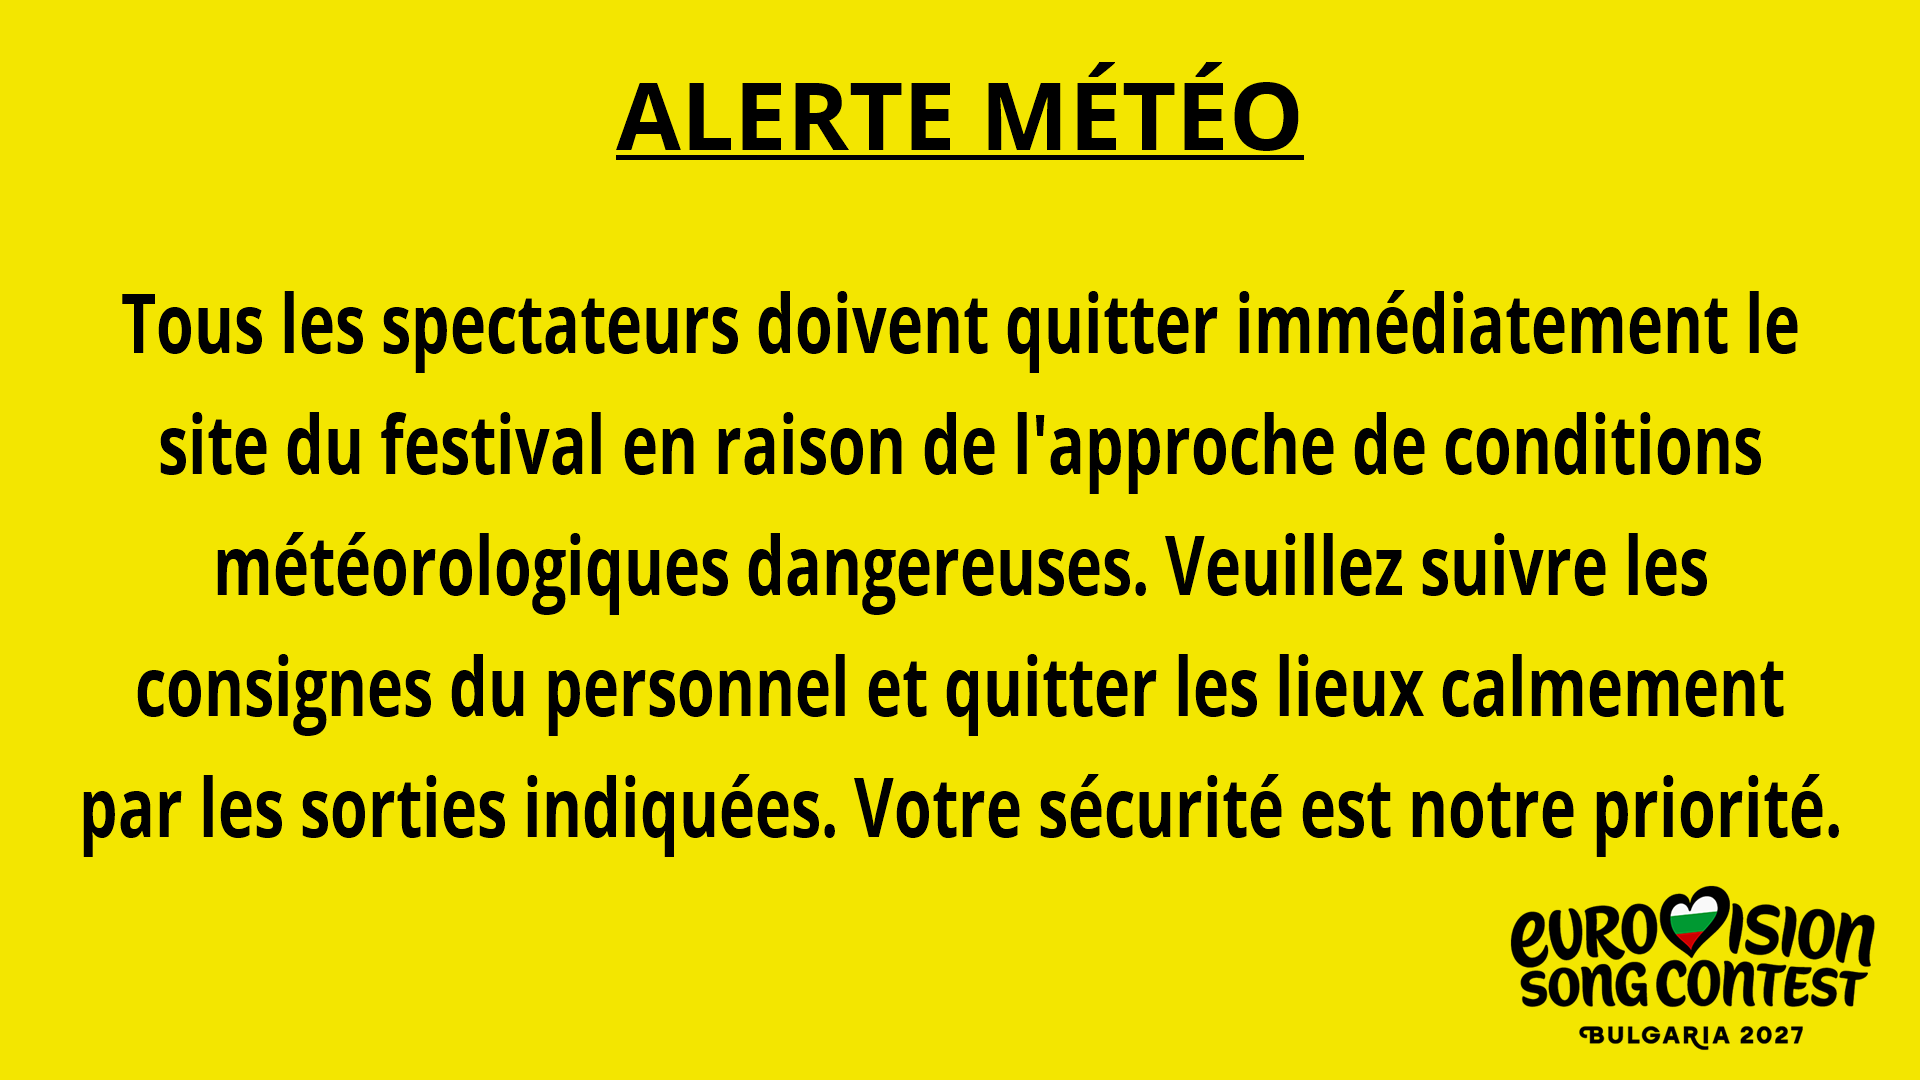 ALERTE MÉTÉO
Tous les spectateurs doivent quitter immédiatement le
site du festival en raison de l'approche de conditions
météorologiques dangereuses. Veuillez suivre les
consignes du personnel et quitter les lieux calmement
par les sorties indiquées. Votre sécurité est notre priorité.
EUROVISION
SONG CONTEST
BULGARIA 2027